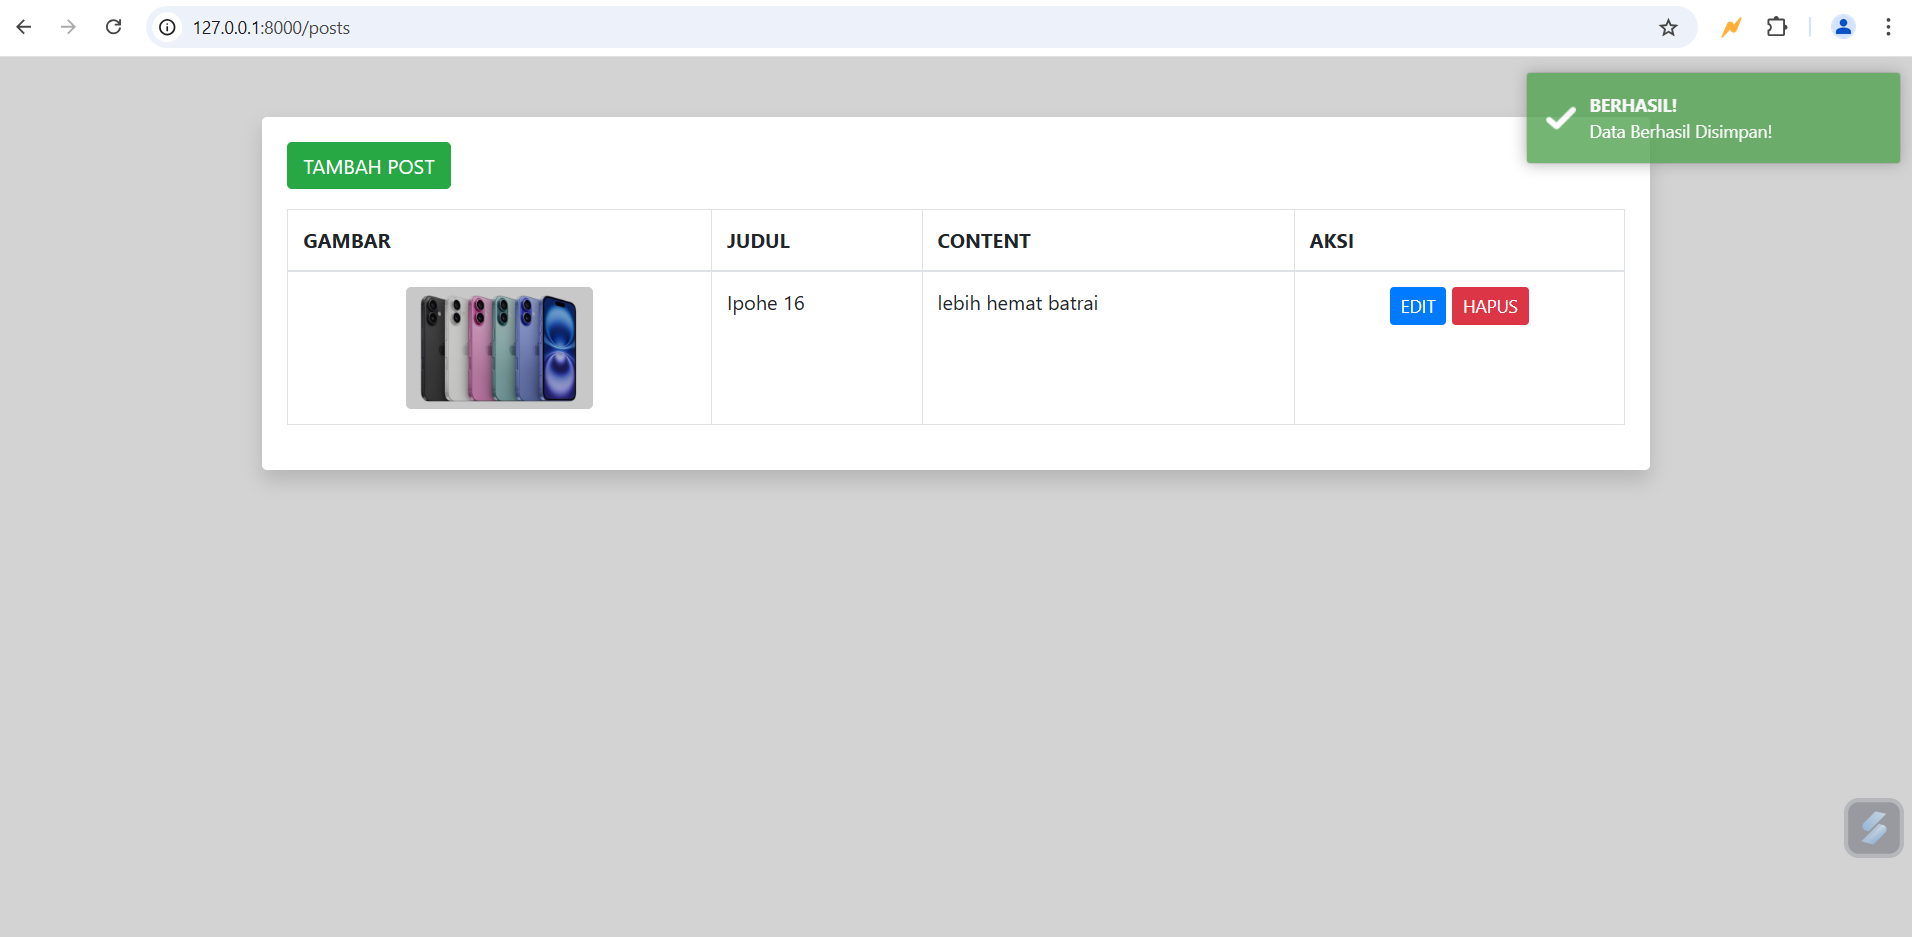 127.0.0.1:8000/posts
BERHASIL!
Data Berhasil Disimpan!
TAMBAH POST
GAMBAR JUDUL CONTENT AKSI
Ipohe 16 lebih hemat batrai EDIT HAPUS